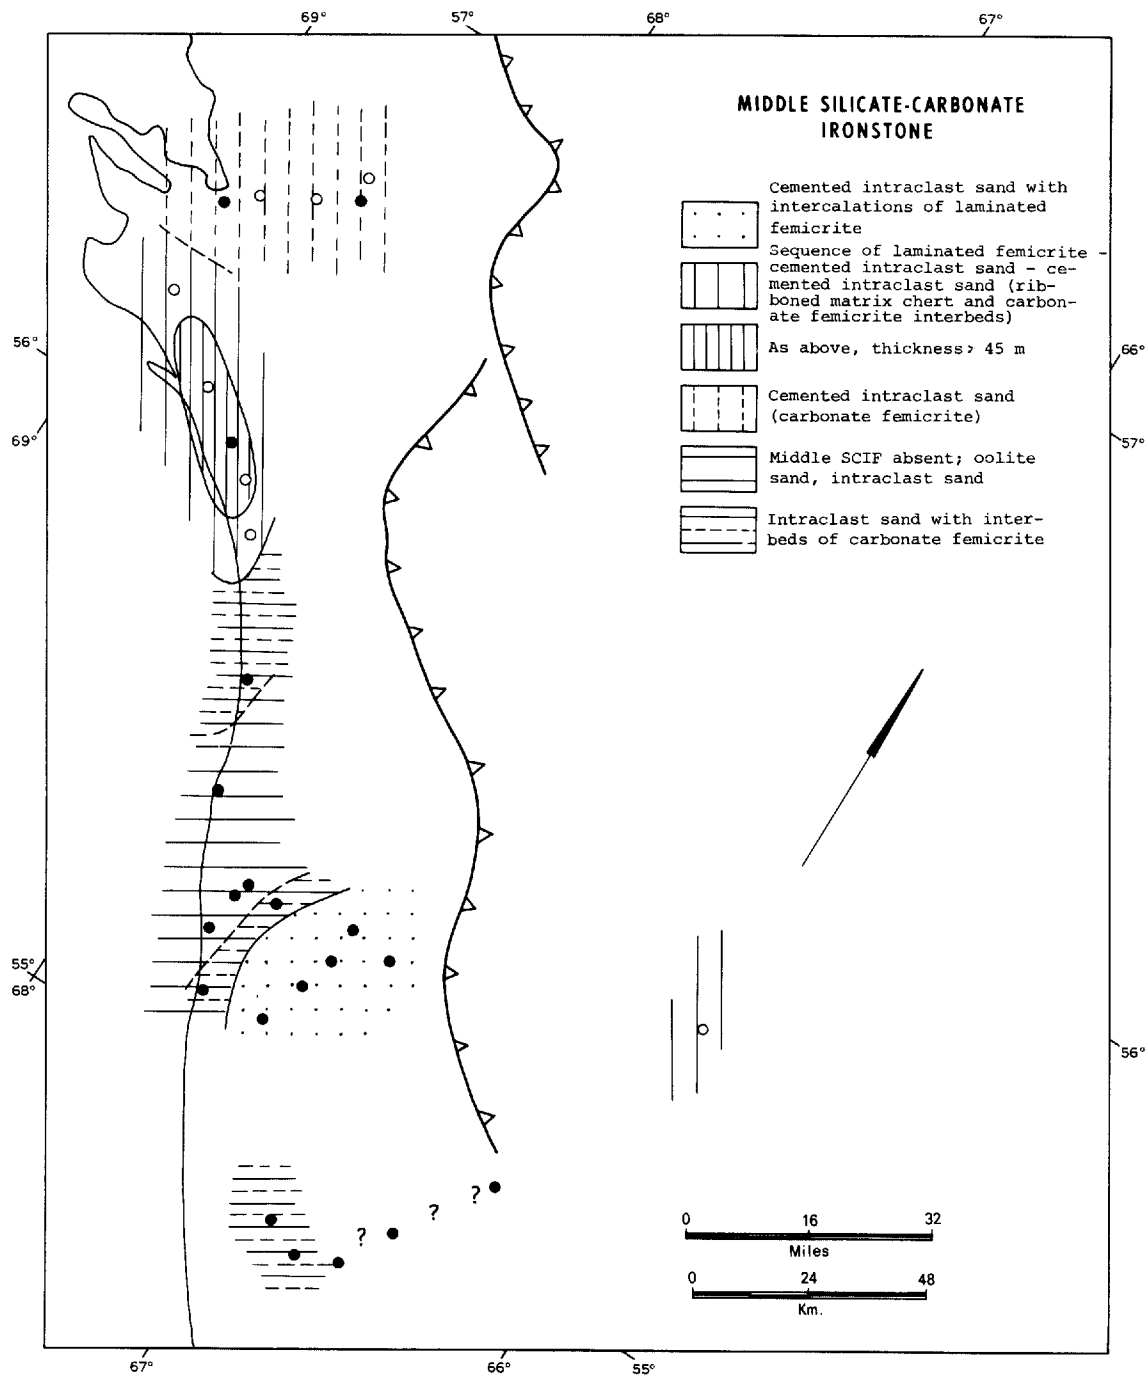 69°
57°
68°
67°
MIDDLE SILICATE-CARBONATE
IRONSTONE
Cemented intraclast sand with
intercalations of laminated
femicrite
Sequence of laminated femicrite -
cemented intraclast sand - ce-
mented intraclast sand (rib-
boned matrix chert and carbon-
ate femicrite interbeds)
As above, thickness > 45 m
Cemented intraclast sand
(carbonate femicrite)
Middle SCIF absent; oolite
sand, intraclast sand
Intraclast sand with inter-
beds of carbonate femicrite
56°
66°
69°
57°
55°
68°
56°
? ? ?
0 16 32
Miles
0 24 48
Km.
67°
66°
55°